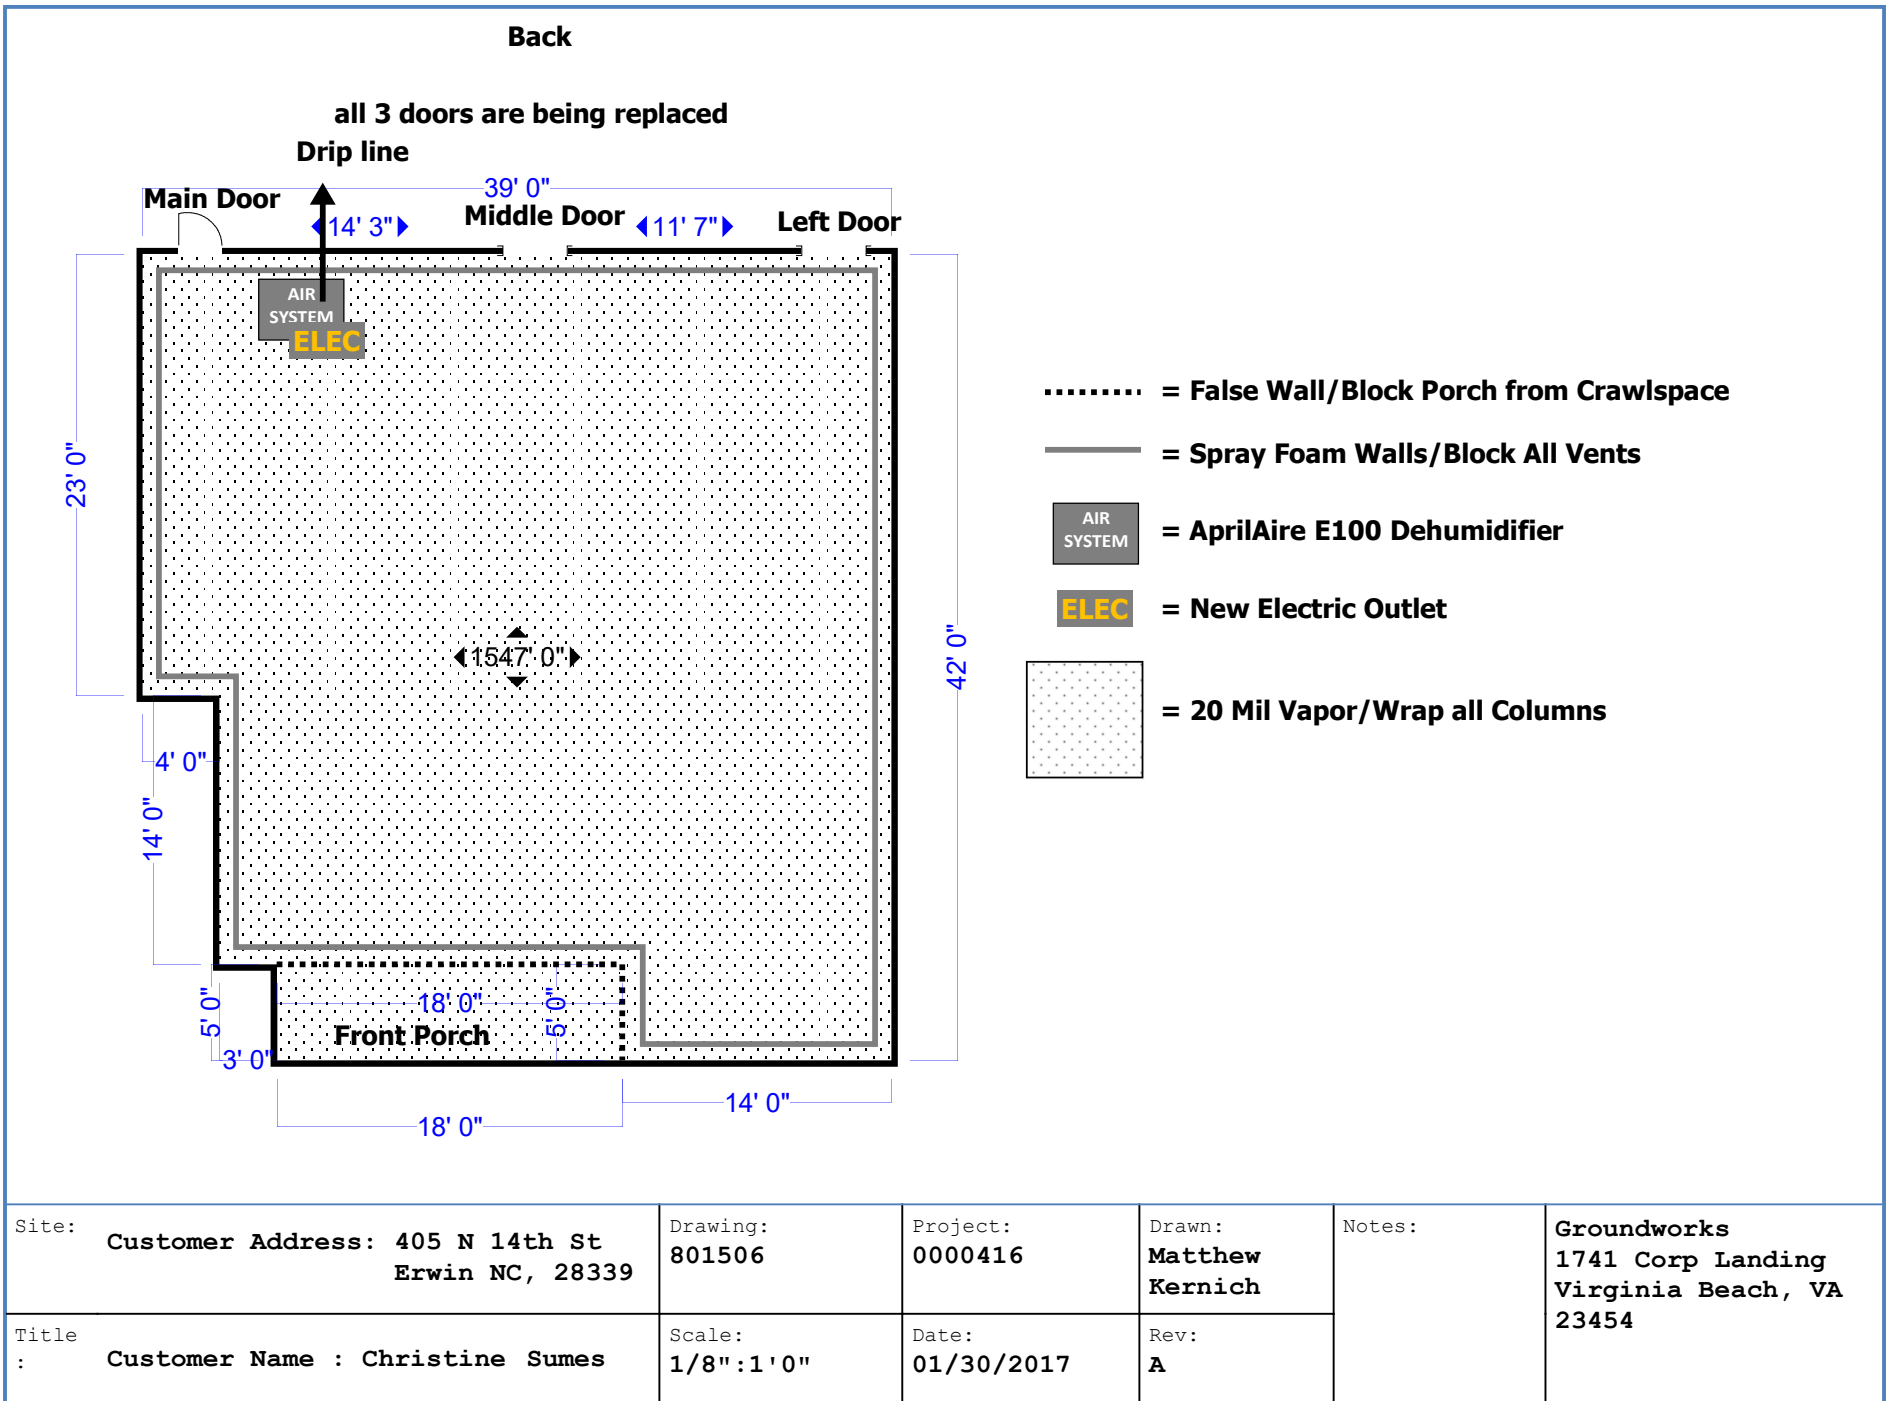 Back
all 3 doors are being replaced
Drip line
39' 0"
Main Door
14' 3"
Middle Door
11' 7"
Left Door
AIR
SYSTEM
ELEC
23' 0"
1547' 0"
42' 0"
4' 0"
14' 0"
18' 0"
5' 0"
5' 0"
Front Porch
3' 0"
14' 0"
18' 0"
= False Wall/Block Porch from Crawlspace
= Spray Foam Walls/Block All Vents
AIR
SYSTEM
= AprilAire E100 Dehumidifier
ELEC
= New Electric Outlet
= 20 Mil Vapor/Wrap all Columns
Site:
Customer Address: 405 N 14th St
Erwin NC, 28339
Drawing:
801506
Project:
0000416
Drawn:
Matthew
Kernich
Notes:
Groundworks
1741 Corp Landing
Virginia Beach, VA
23454
Title
:
Customer Name : Christine Sumes
Scale:
1/8":1'0"
Date:
01/30/2017
Rev:
A